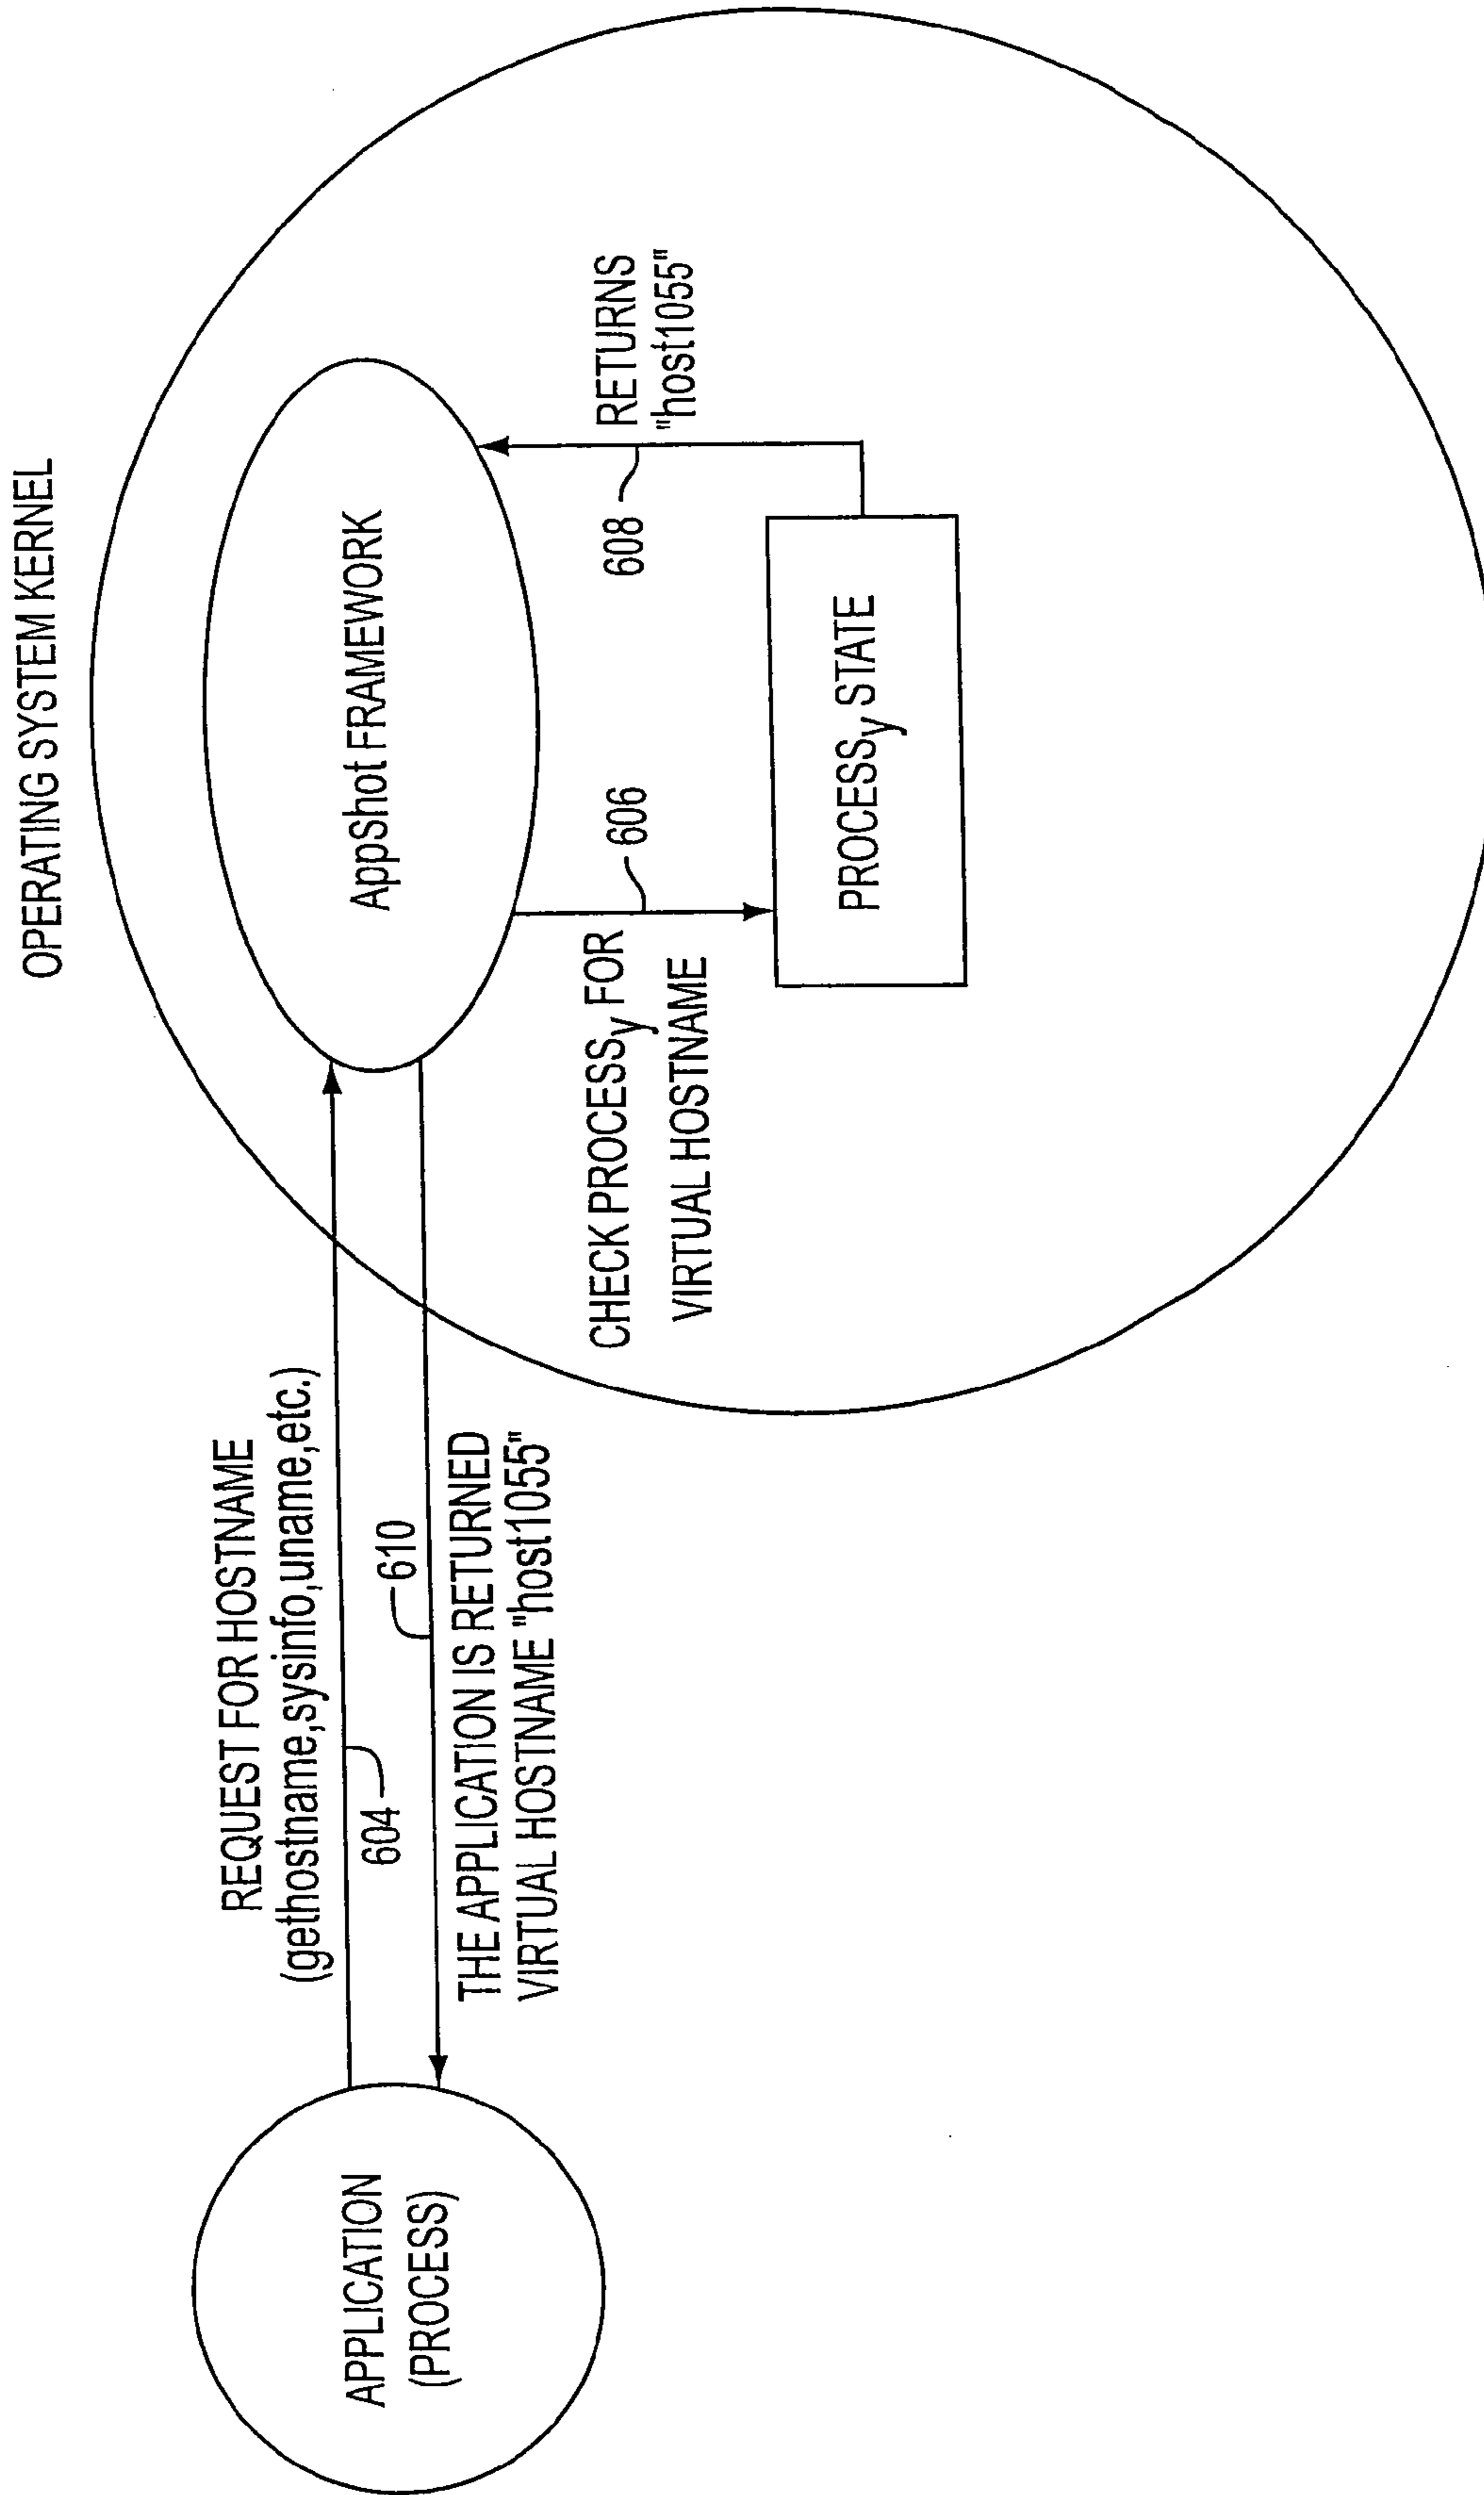 OPERATING SYSTEM KERNEL
REQUEST FOR HOSTNAME
(gethostname,sysinfo,uname,etc.)
604
610
THE APPLICATION IS RETURNED
VIRTUAL HOSTNAME "host1055"
APPLICATION
(PROCESS)
Appshot FRAMEWORK
CHECK PROCESSy FOR
VIRTUAL HOSTNAME
606
608
RETURNS
"host1055"
PROCESSy STATE